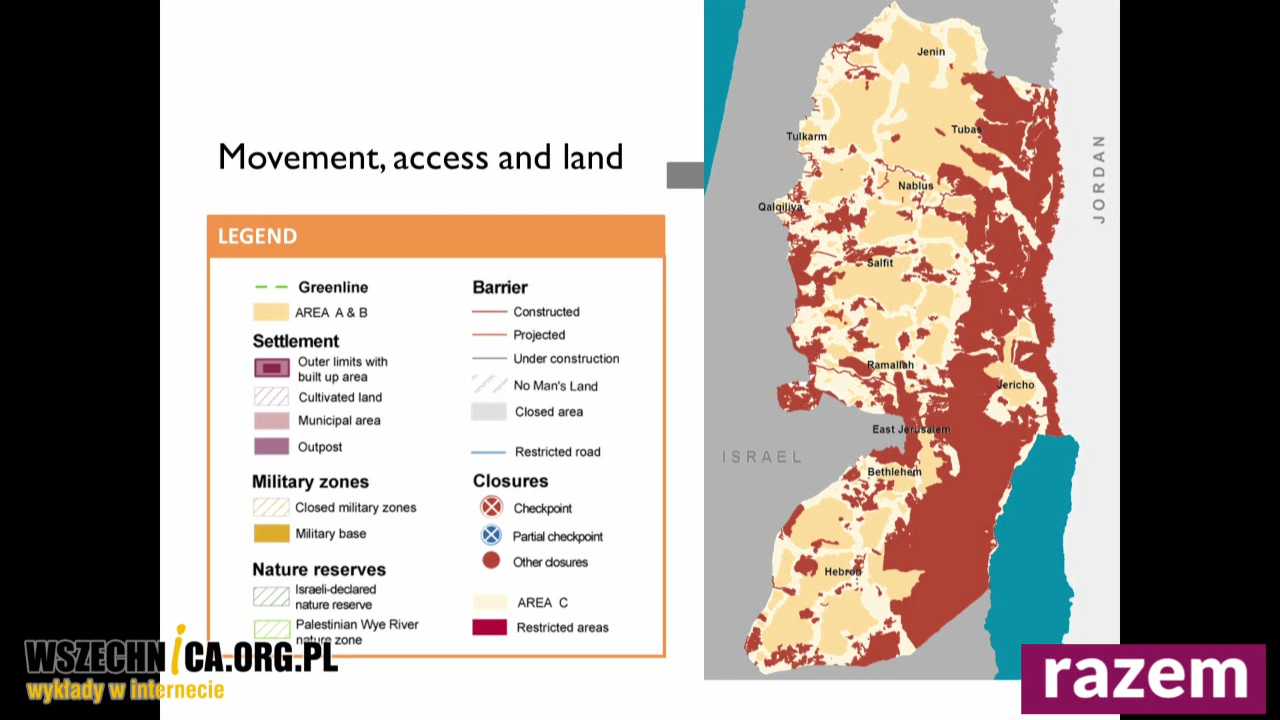 Movement, access and land
LEGEND
Greenline
AREA A & B
Settlement
Outer limits with
built up area
Cultivated land
Municipal area
Outpost
Military zones
Closed military zones
Military base
Nature reserves
Israeli-declared
nature reserve
Palestinian Wye River
nature zone
Barrier
Constructed
Projected
Under construction
No Man's Land
Closed area
Restricted road
Closures
Checkpoint
Partial checkpoint
Other closures
AREA C
Restricted areas
Jenin
Tubas
Tulkarm
Nablus
Qalqiliya
Salfit
Ramallah
Jericho
East Jerusalem
Bethlehem
Hebron
ISRAEL
JORDAN
WSZECHNICA.ORG.PL
wykłady w internecie
razem